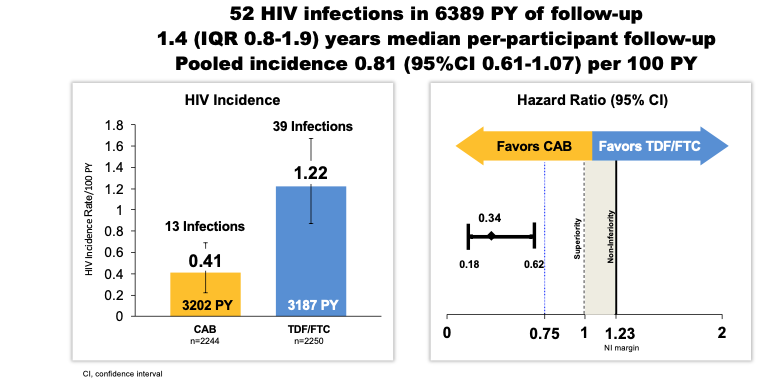 52 HIV infections in 6389 PY of follow-up
1.4 (IQR 0.8-1.9) years median per-participant follow-up
Pooled incidence 0.81 (95%CI 0.61-1.07) per 100 PY
HIV Incidence
HIV Incidence Rate/100 PY
1.8
1.6
1.4
1.2
1
0.8
0.6
0.4
0.2
0
13 Infections
0.41
3202 PY
39 Infections
1.22
3187 PY
CAB
n=2244
TDF/FTC
n=2250
Hazard Ratio (95% CI)
Favors CAB
Favors TDF/FTC
0.34
0.18
0.62
Superiority
Non-Inferiority
0
0.75
1
1.23
2
NI margin
CI, confidence interval